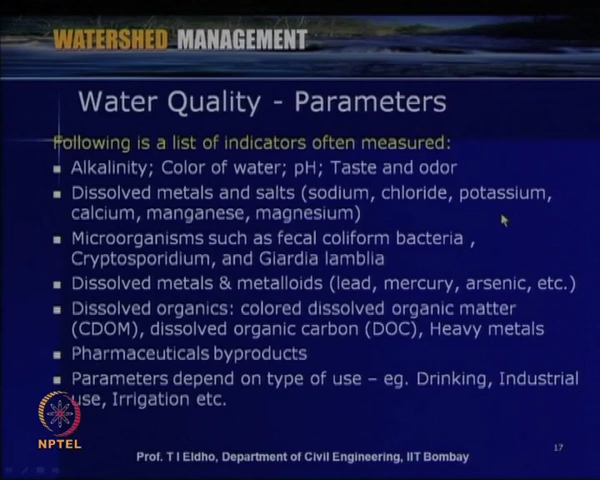 WATERSHED MANAGEMENT
Water Quality - Parameters
Following is a list of indicators often measured:
Alkalinity; Color of water; pH; Taste and odor
Dissolved metals and salts (sodium, chloride, potassium,
calcium, manganese, magnesium)
Microorganisms such as fecal coliform bacteria ,
Cryptosporidium, and Giardia lamblia
Dissolved metals & metalloids (lead, mercury, arsenic, etc.)
Dissolved organics: colored dissolved organic matter
(CDOM), dissolved organic carbon (DOC), Heavy metals
Pharmaceuticals byproducts
Parameters depend on type of use – eg. Drinking, Industrial
use, Irrigation etc.
NPTEL
Prof. T I Eldho, Department of Civil Engineering, IIT Bombay
17